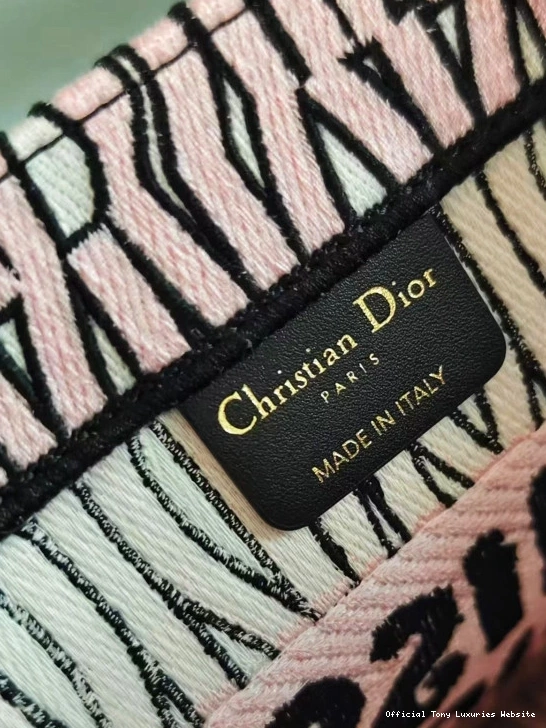 Christian Dior
PARIS
MADE IN ITALY
Official Tony Luxuries Website